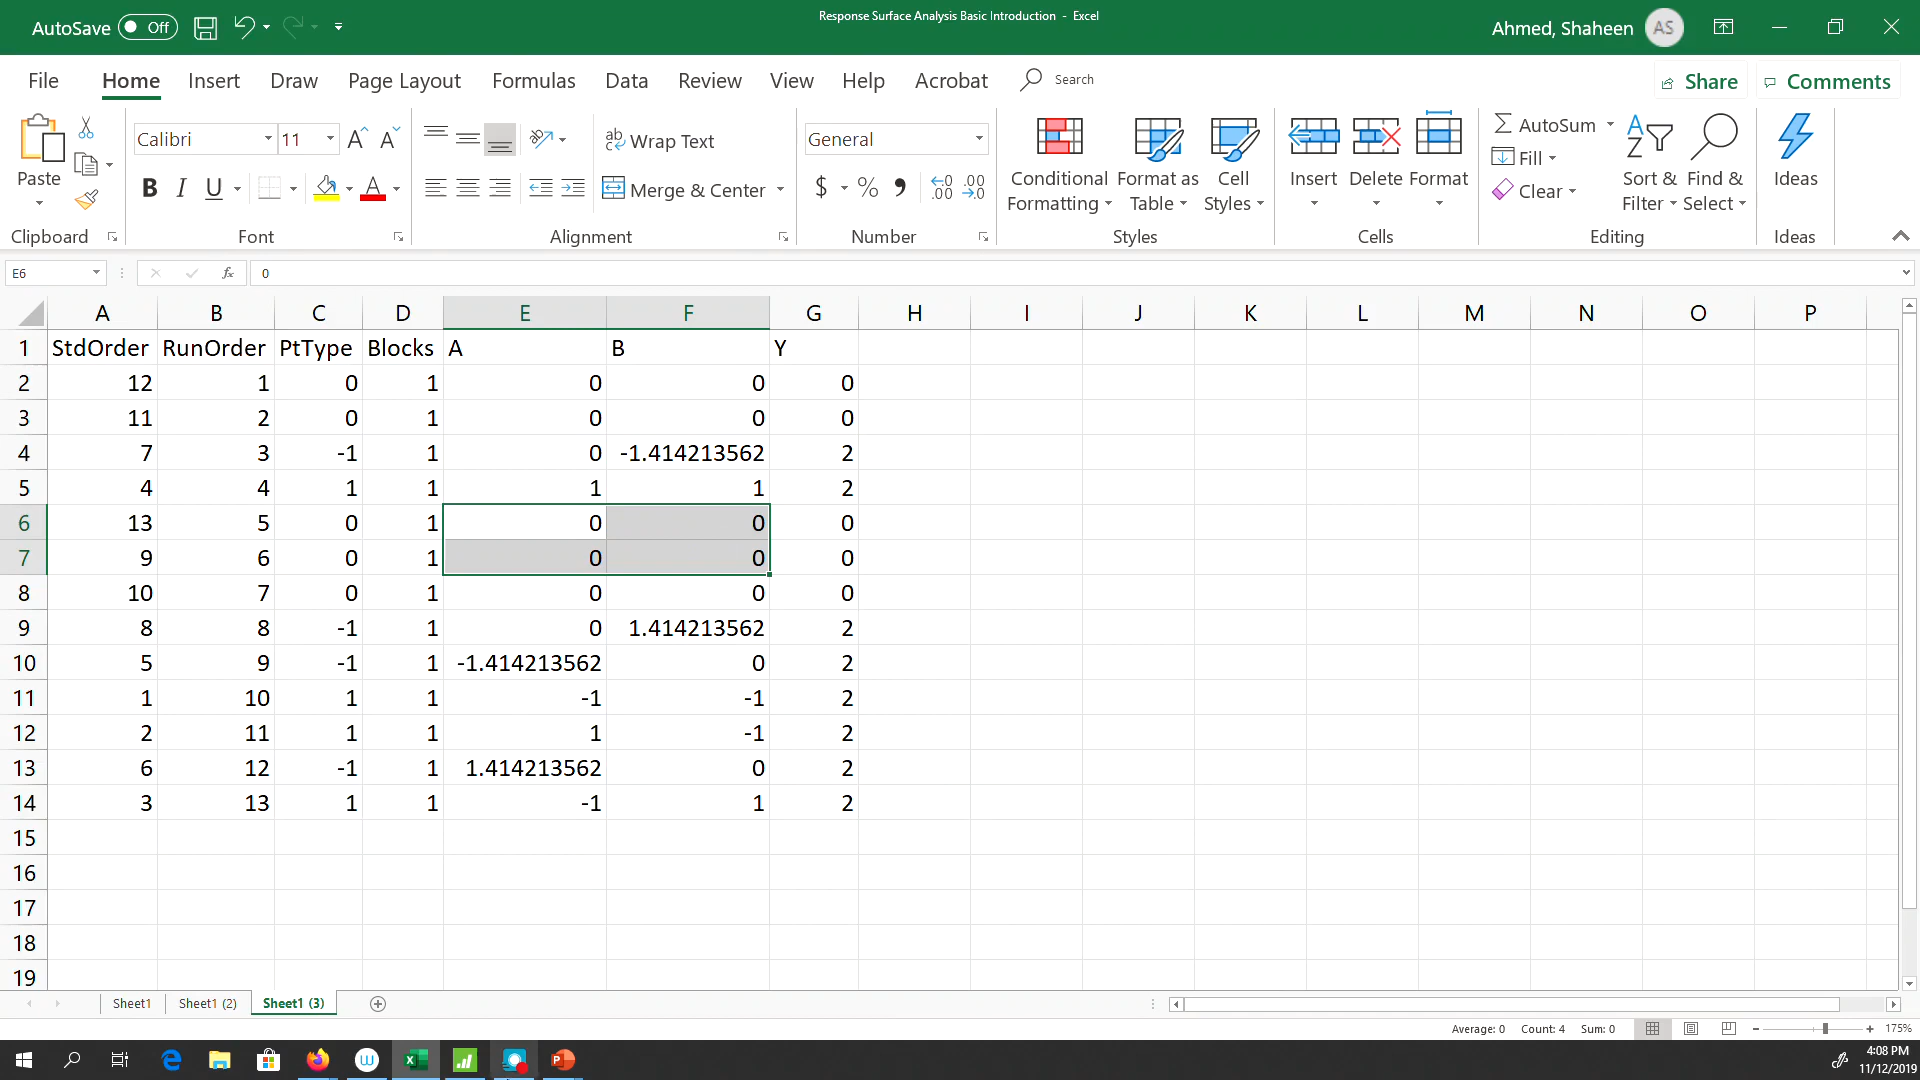 AutoSave Off Response Surface Analysis Basic Introduction - Excel Ahmed, Shaheen AS
File Home Insert Draw Page Layout Formulas Data Review View Help Acrobat Search Share Comments
Paste Calibri 11 Wrap Text General Conditional Formatting Format as Table Cell Styles Insert Delete Format AutoSum Sort & Filter Find & Select Ideas
B I U A Merge & Center $ % Fill
Clear
Clipboard Font Alignment Number Styles Cells Editing Ideas
E6 fx 0
A B C D E F G H I J K L M N O P
1 StdOrder RunOrder PtType Blocks A B Y
2 12 1 0 1 0 0 0
3 11 2 0 1 0 0 0
4 7 3 -1 1 0 -1.414213562 2
5 4 4 1 1 1 1 2
6 13 5 0 1 0 0 0
7 9 6 0 1 0 0 0
8 10 7 0 1 0 0 0
9 8 8 -1 1 0 1.414213562 2
10 5 9 -1 1 -1.414213562 0 2
11 1 10 1 1 -1 -1 2
12 2 11 1 1 1 -1 2
13 6 12 -1 1 1.414213562 0 2
14 3 13 1 1 -1 1 2
15
16
17
18
19
Sheet1 Sheet1 (2) Sheet1 (3)
Average: 0 Count: 4 Sum: 0 175%
4:08 PM
11/12/2019